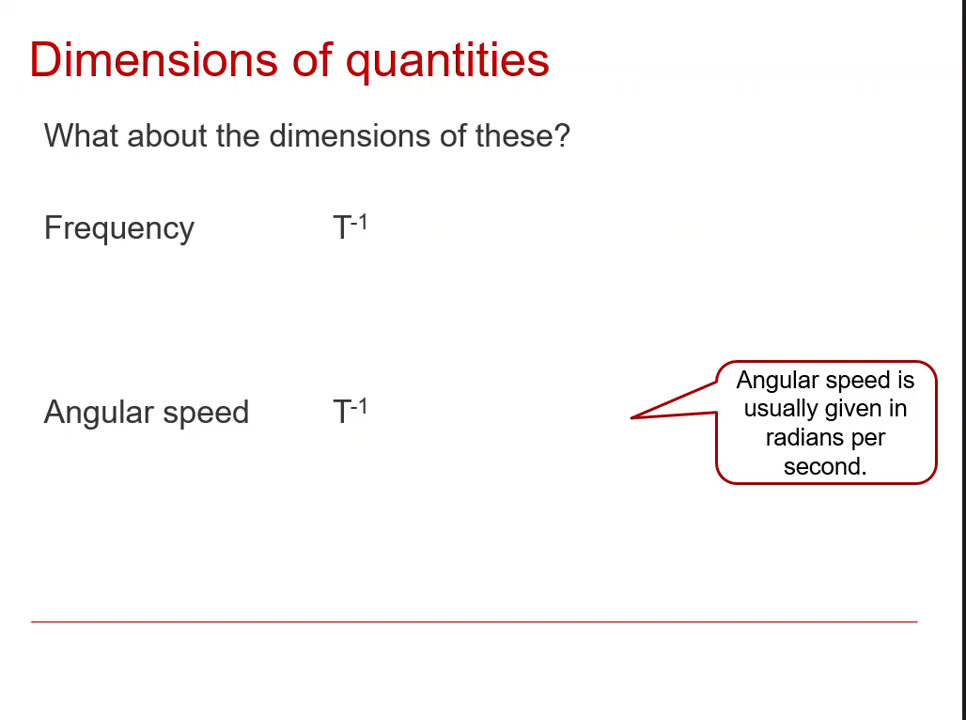 Dimensions of quantities
What about the dimensions of these?
Frequency T⁻¹
Angular speed T⁻¹
Angular speed is
usually given in
radians per
second.